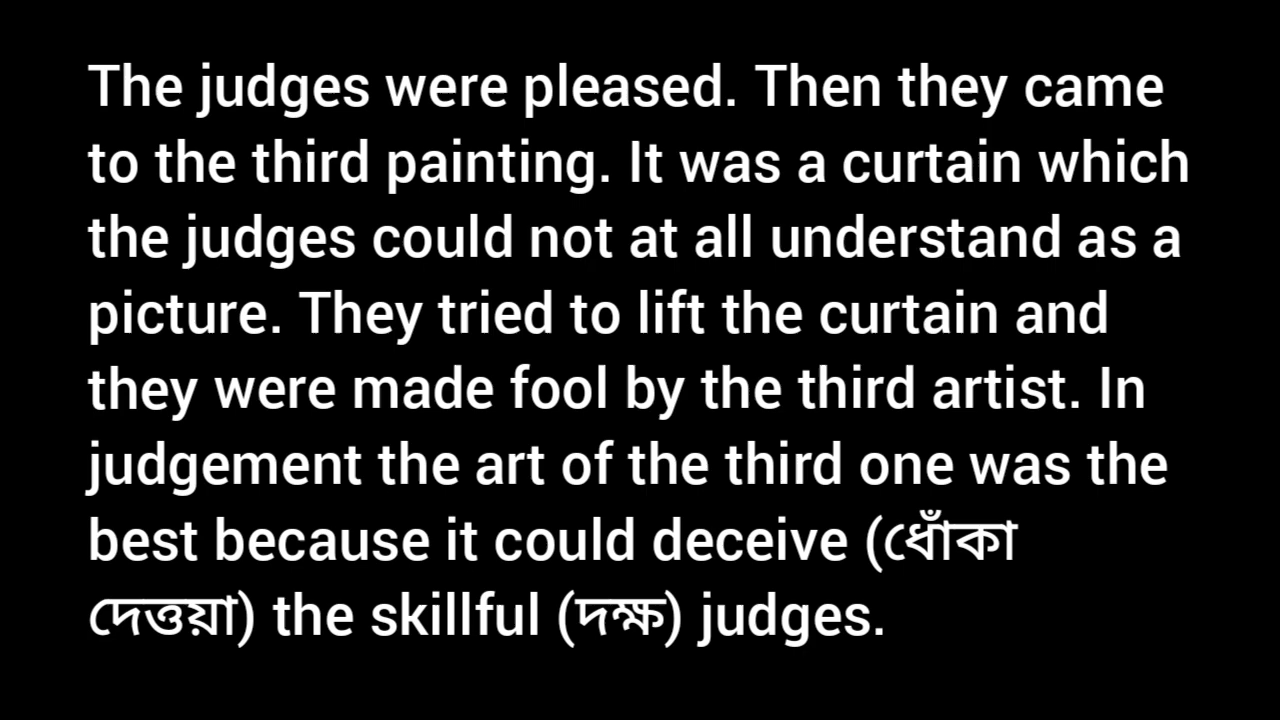 The judges were pleased. Then they came
to the third painting. It was a curtain which
the judges could not at all understand as a
picture. They tried to lift the curtain and
they were made fool by the third artist. In
judgement the art of the third one was the
best because it could deceive (ধোঁকা
দেওয়া) the skillful (দক্ষ) judges.